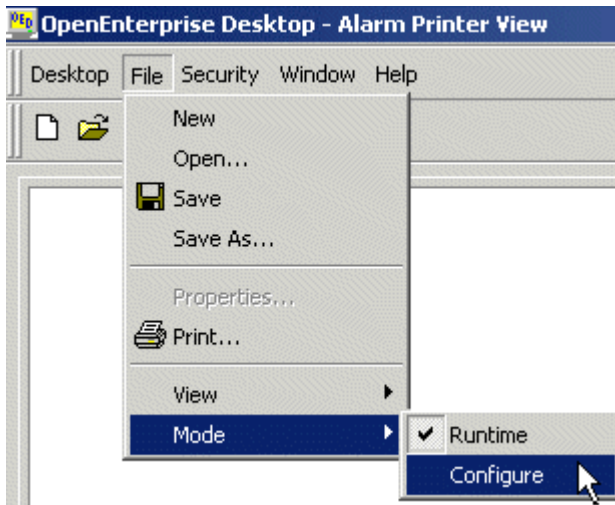 OED OpenEnterprise Desktop - Alarm Printer View
Desktop File Security Window Help
New
Open...
Save
Save As...
Properties...
Print...
View
Mode
Runtime
Configure